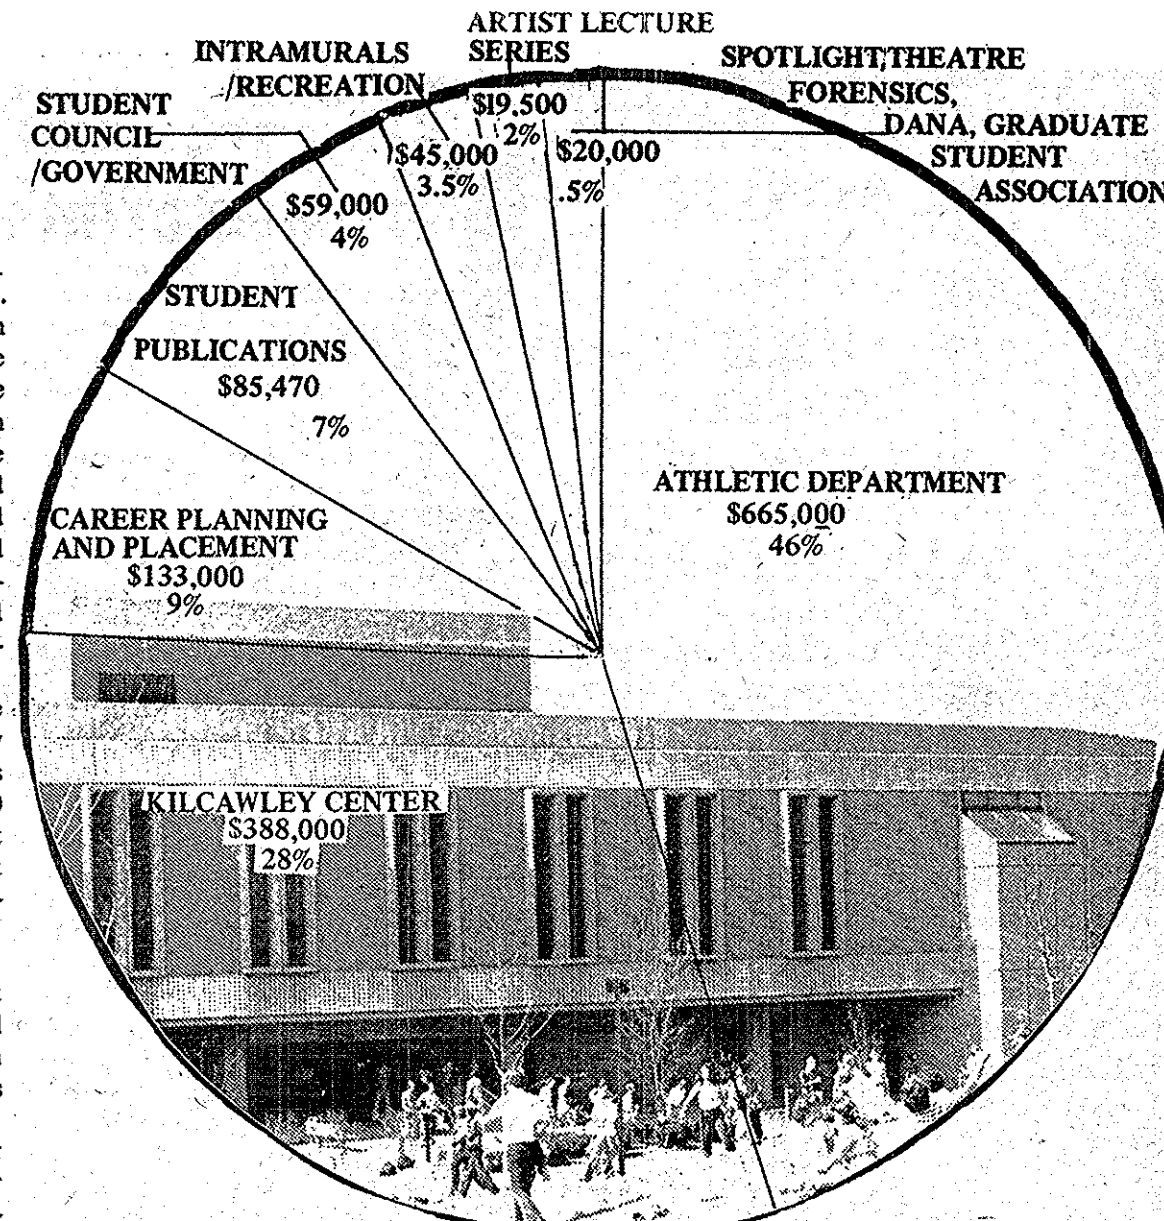 ARTIST LECTURE
SERIES
$19,500
2%
INTRAMURALS
/RECREATION
$45,000
3.5%
SPOTLIGHT, THEATRE
FORENSICS,
DANA, GRADUATE
STUDENT
ASSOCIATION
$20,000
.5%
STUDENT
COUNCIL
/GOVERNMENT
$59,000
4%
STUDENT
PUBLICATIONS
$85,470
7%
ATHLETIC DEPARTMENT
$665,000
46%
CAREER PLANNING
AND PLACEMENT
$133,000
9%
KILCAWLEY CENTER
$388,000
28%